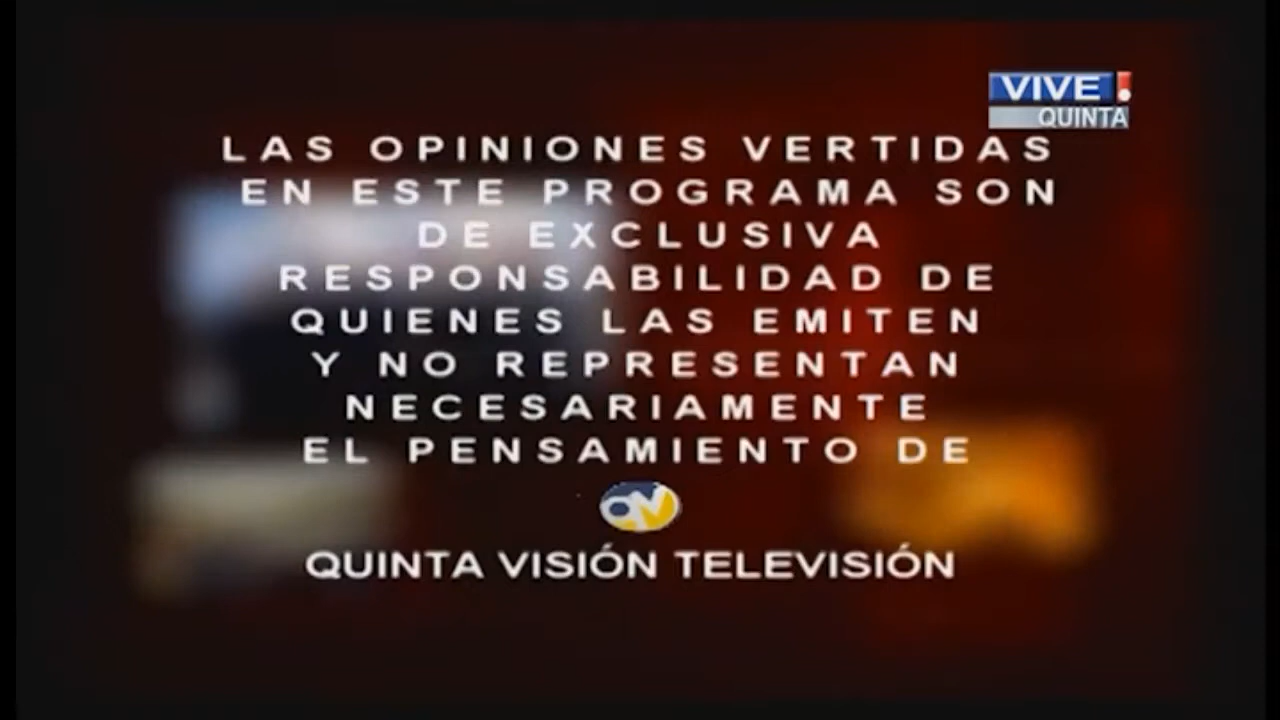 VIVE!
QUINTA
LAS OPINIONES VERTIDAS
EN ESTE PROGRAMA SON
DE EXCLUSIVA
RESPONSABILIDAD DE
QUIENES LAS EMITEN
Y NO REPRESENTAN
NECESARIAMENTE
EL PENSAMIENTO DE
QV
QUINTA VISIÓN TELEVISIÓN